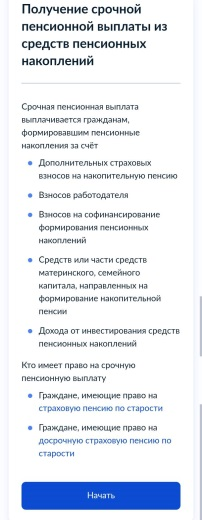 Получение срочной
пенсионной выплаты из
средств пенсионных
накоплений
Срочная пенсионная выплата
выплачивается гражданам,
формировавшим пенсионные
накопления за счёт
Дополнительных страховых
взносов на накопительную пенсию
Взносов работодателя
Взносов на софинансирование
формирования пенсионных
накоплений
Средств или части средств
материнского, семейного
капитала, направленных на
формирование накопительной
пенсии
Дохода от инвестирования средств
пенсионных накоплений
Кто имеет право на срочную
пенсионную выплату
Граждане, имеющие право на
страховую пенсию по старости
Граждане, имеющие право на
досрочную страховую пенсию по
старости
Начать